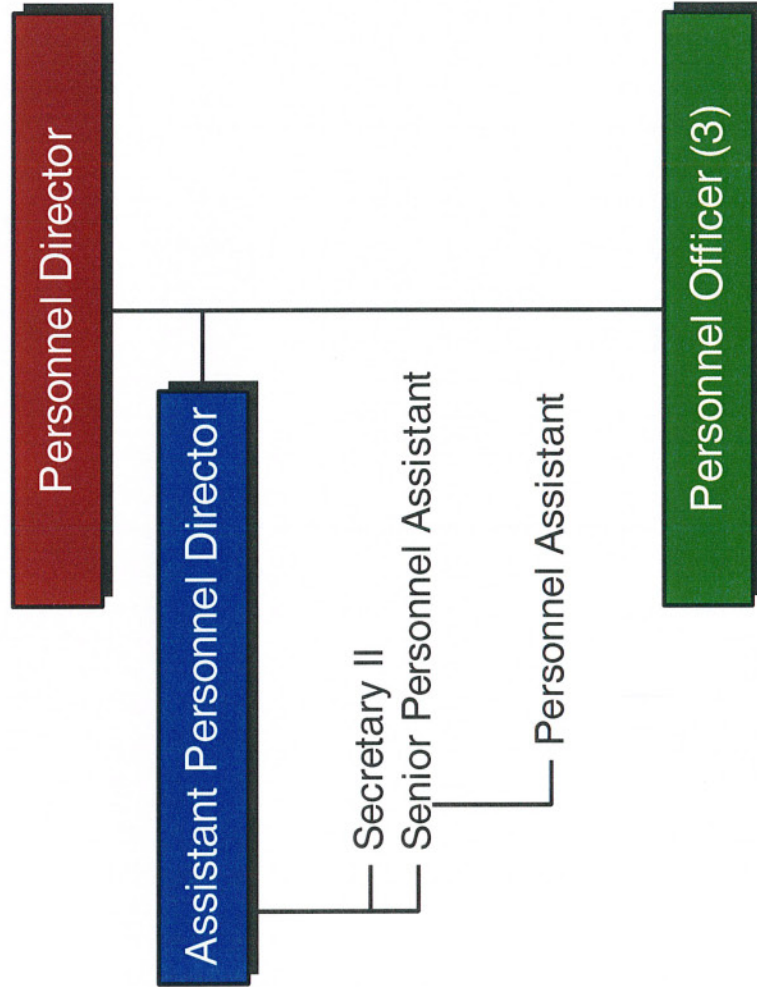 Personnel Director
Assistant Personnel Director
Secretary II
Senior Personnel Assistant
Personnel Assistant
Personnel Officer (3)